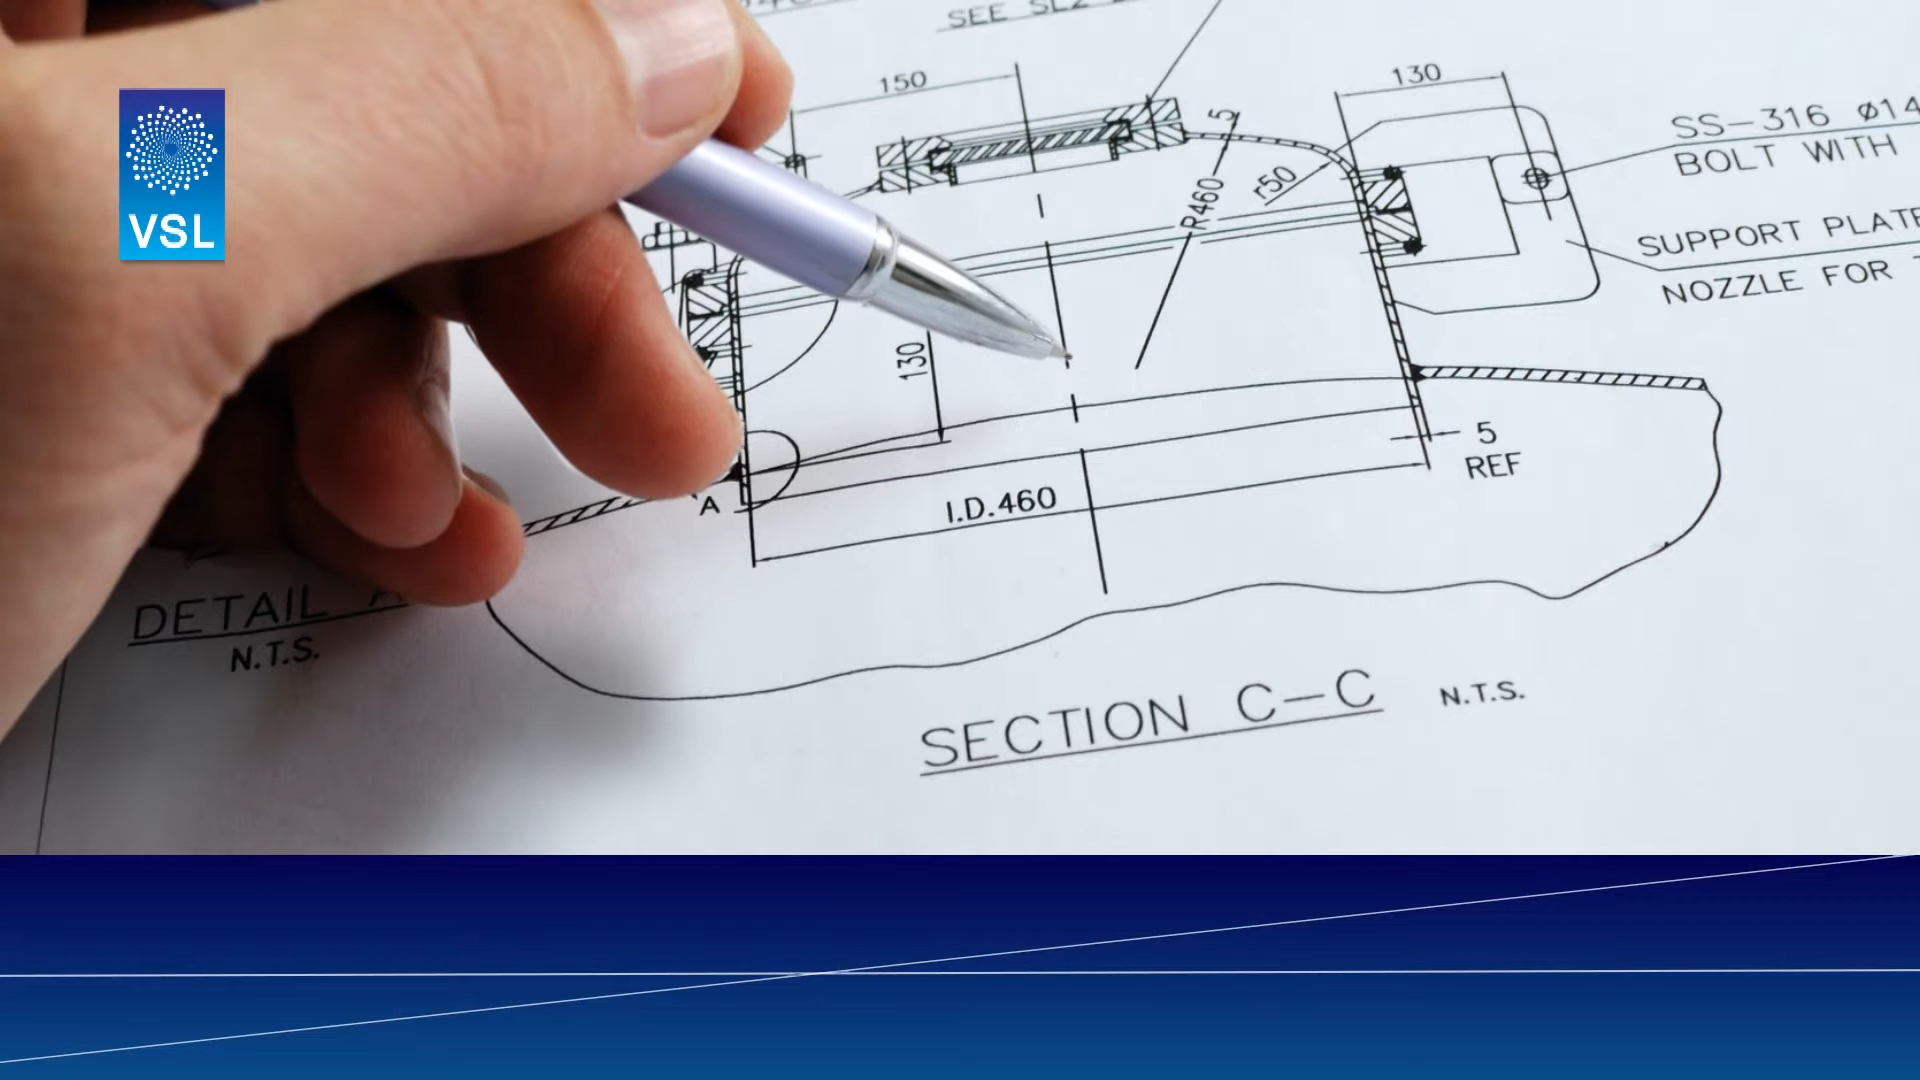 VSL
SEE
150
130
5
R460
r50
SS-316 Ø14
BOLT WITH
SUPPORT PLATE
NOZZLE FOR
130
5
REF
A
I.D.460
DETAIL A
N.T.S.
SECTION C-C
N.T.S.